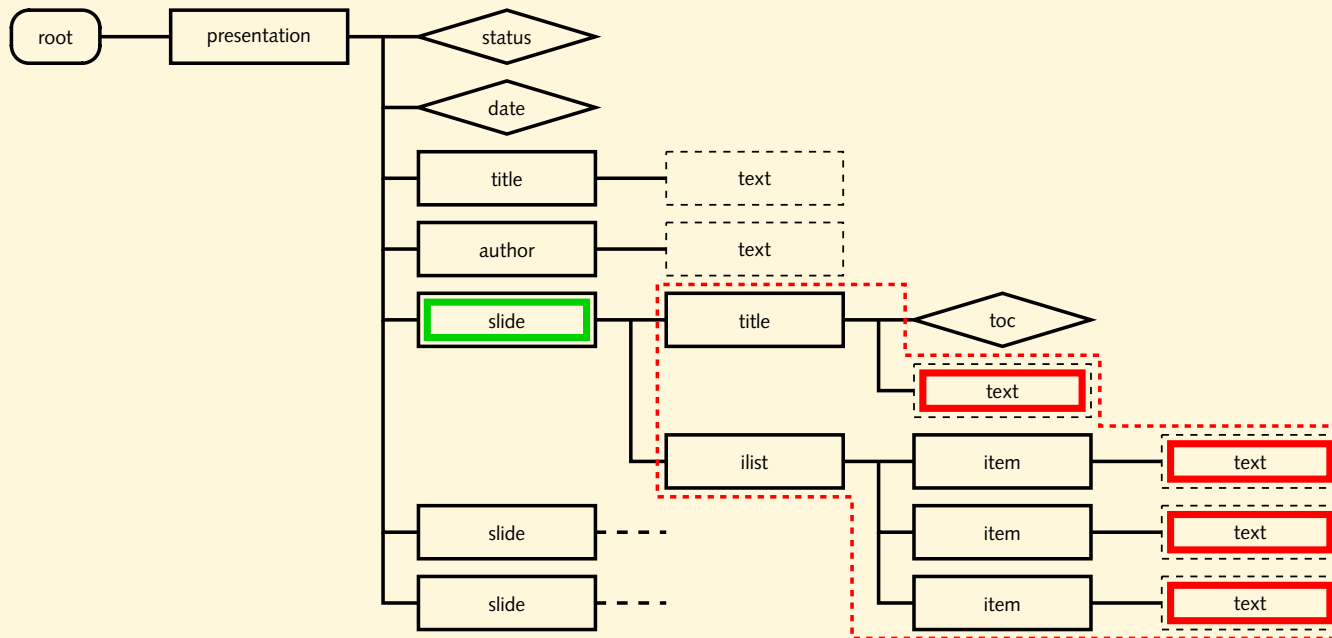 root
presentation
status
date
title
text
author
text
slide
title
toc
text
ilist
item
text
slide
item
text
slide
item
text